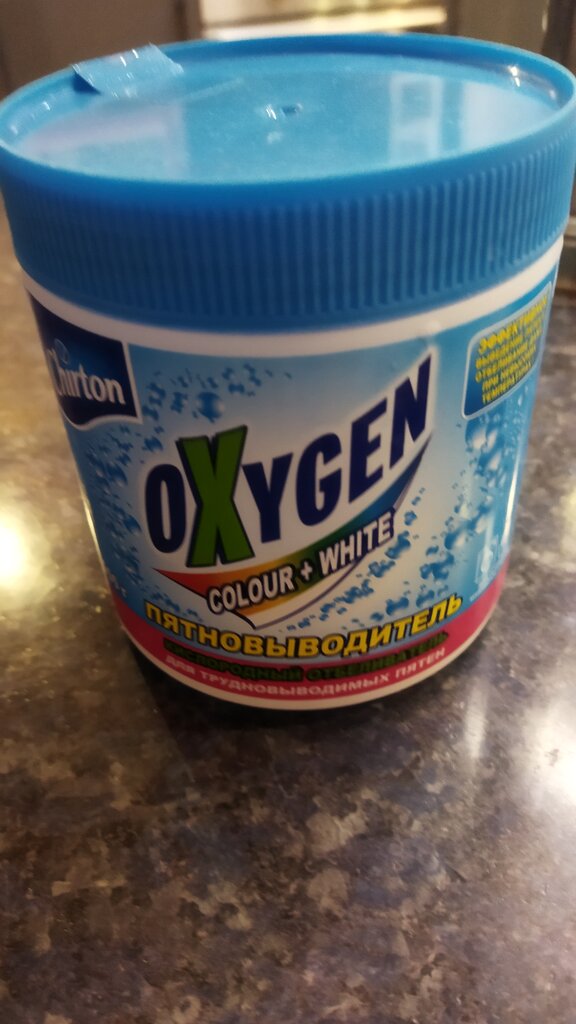 Chirton
OXYGEN
COLOUR + WHITE
ПЯТНОВЫВОДИТЕЛЬ
КИСЛОРОДНЫЙ ОТБЕЛИВАТЕЛЬ
ДЛЯ ТРУДНОВЫВОДИМЫХ ПЯТЕН